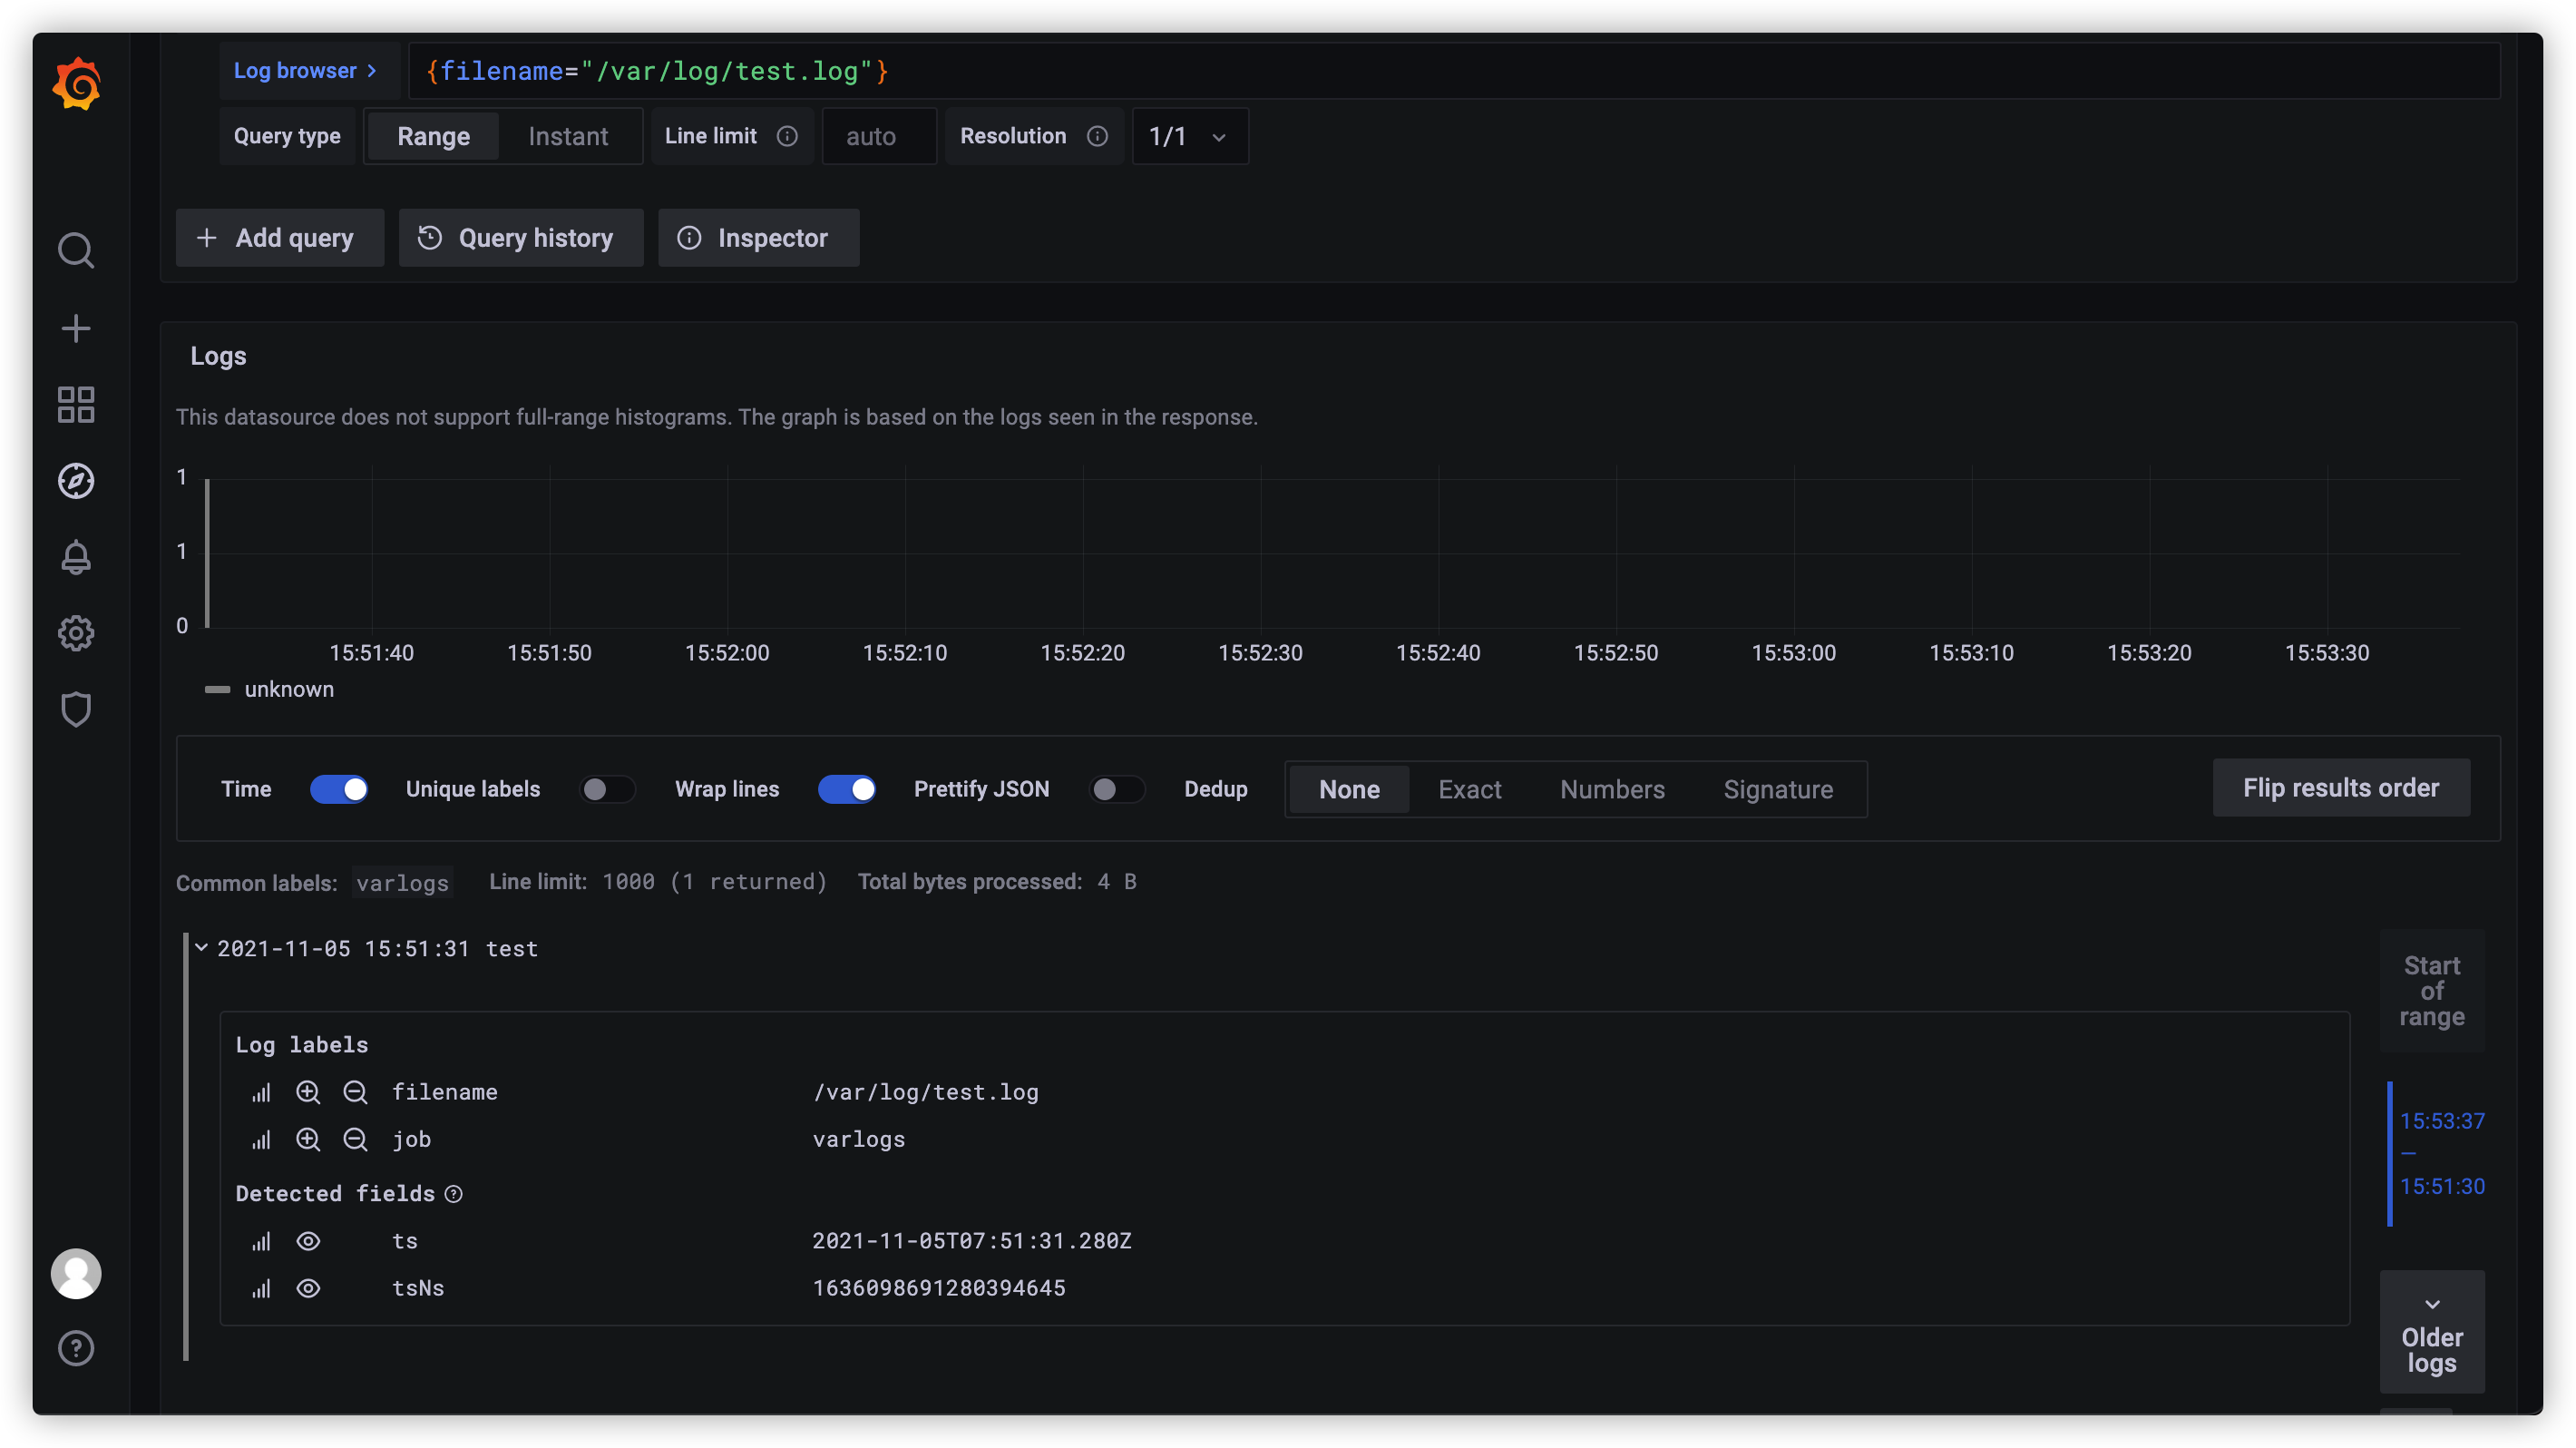 Log browser > {filename="/var/log/test.log"}
Query type Range Instant Line limit auto Resolution 1/1
+ Add query Query history Inspector
Logs
This datasource does not support full-range histograms. The graph is based on the logs seen in the response.
1
1
0
15:51:40 15:51:50 15:52:00 15:52:10 15:52:20 15:52:30 15:52:40 15:52:50 15:53:00 15:53:10 15:53:20 15:53:30
unknown
Time Unique labels Wrap lines Prettify JSON Dedup None Exact Numbers Signature Flip results order
Common labels: varlogs Line limit: 1000 (1 returned) Total bytes processed: 4 B
2021-11-05 15:51:31 test
Start
of
range
Log labels
filename /var/log/test.log
job varlogs
Detected fields
ts 2021-11-05T07:51:31.280Z
tsNs 1636098691280394645
15:53:37
—
15:51:30
Older
logs